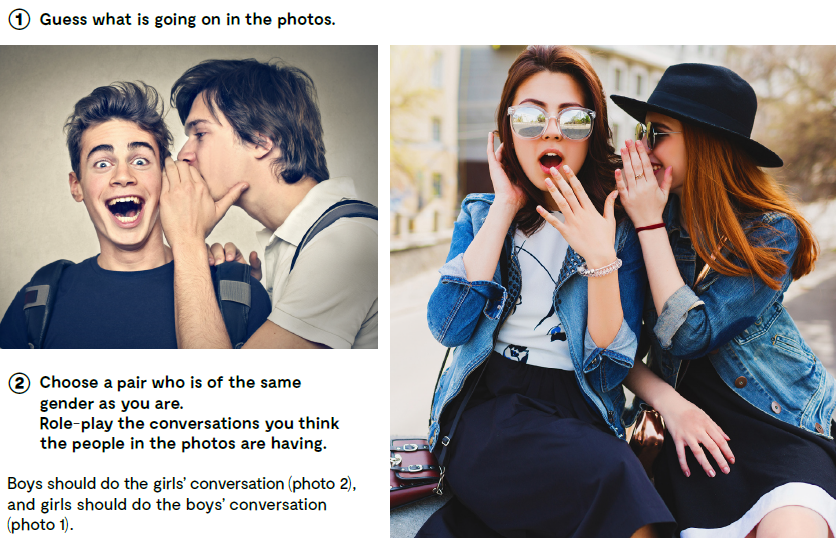 1 Guess what is going on in the photos.
2 Choose a pair who is of the same
gender as you are.
Role-play the conversations you think
the people in the photos are having.
Boys should do the girls’ conversation (photo 2),
and girls should do the boys’ conversation
(photo 1).